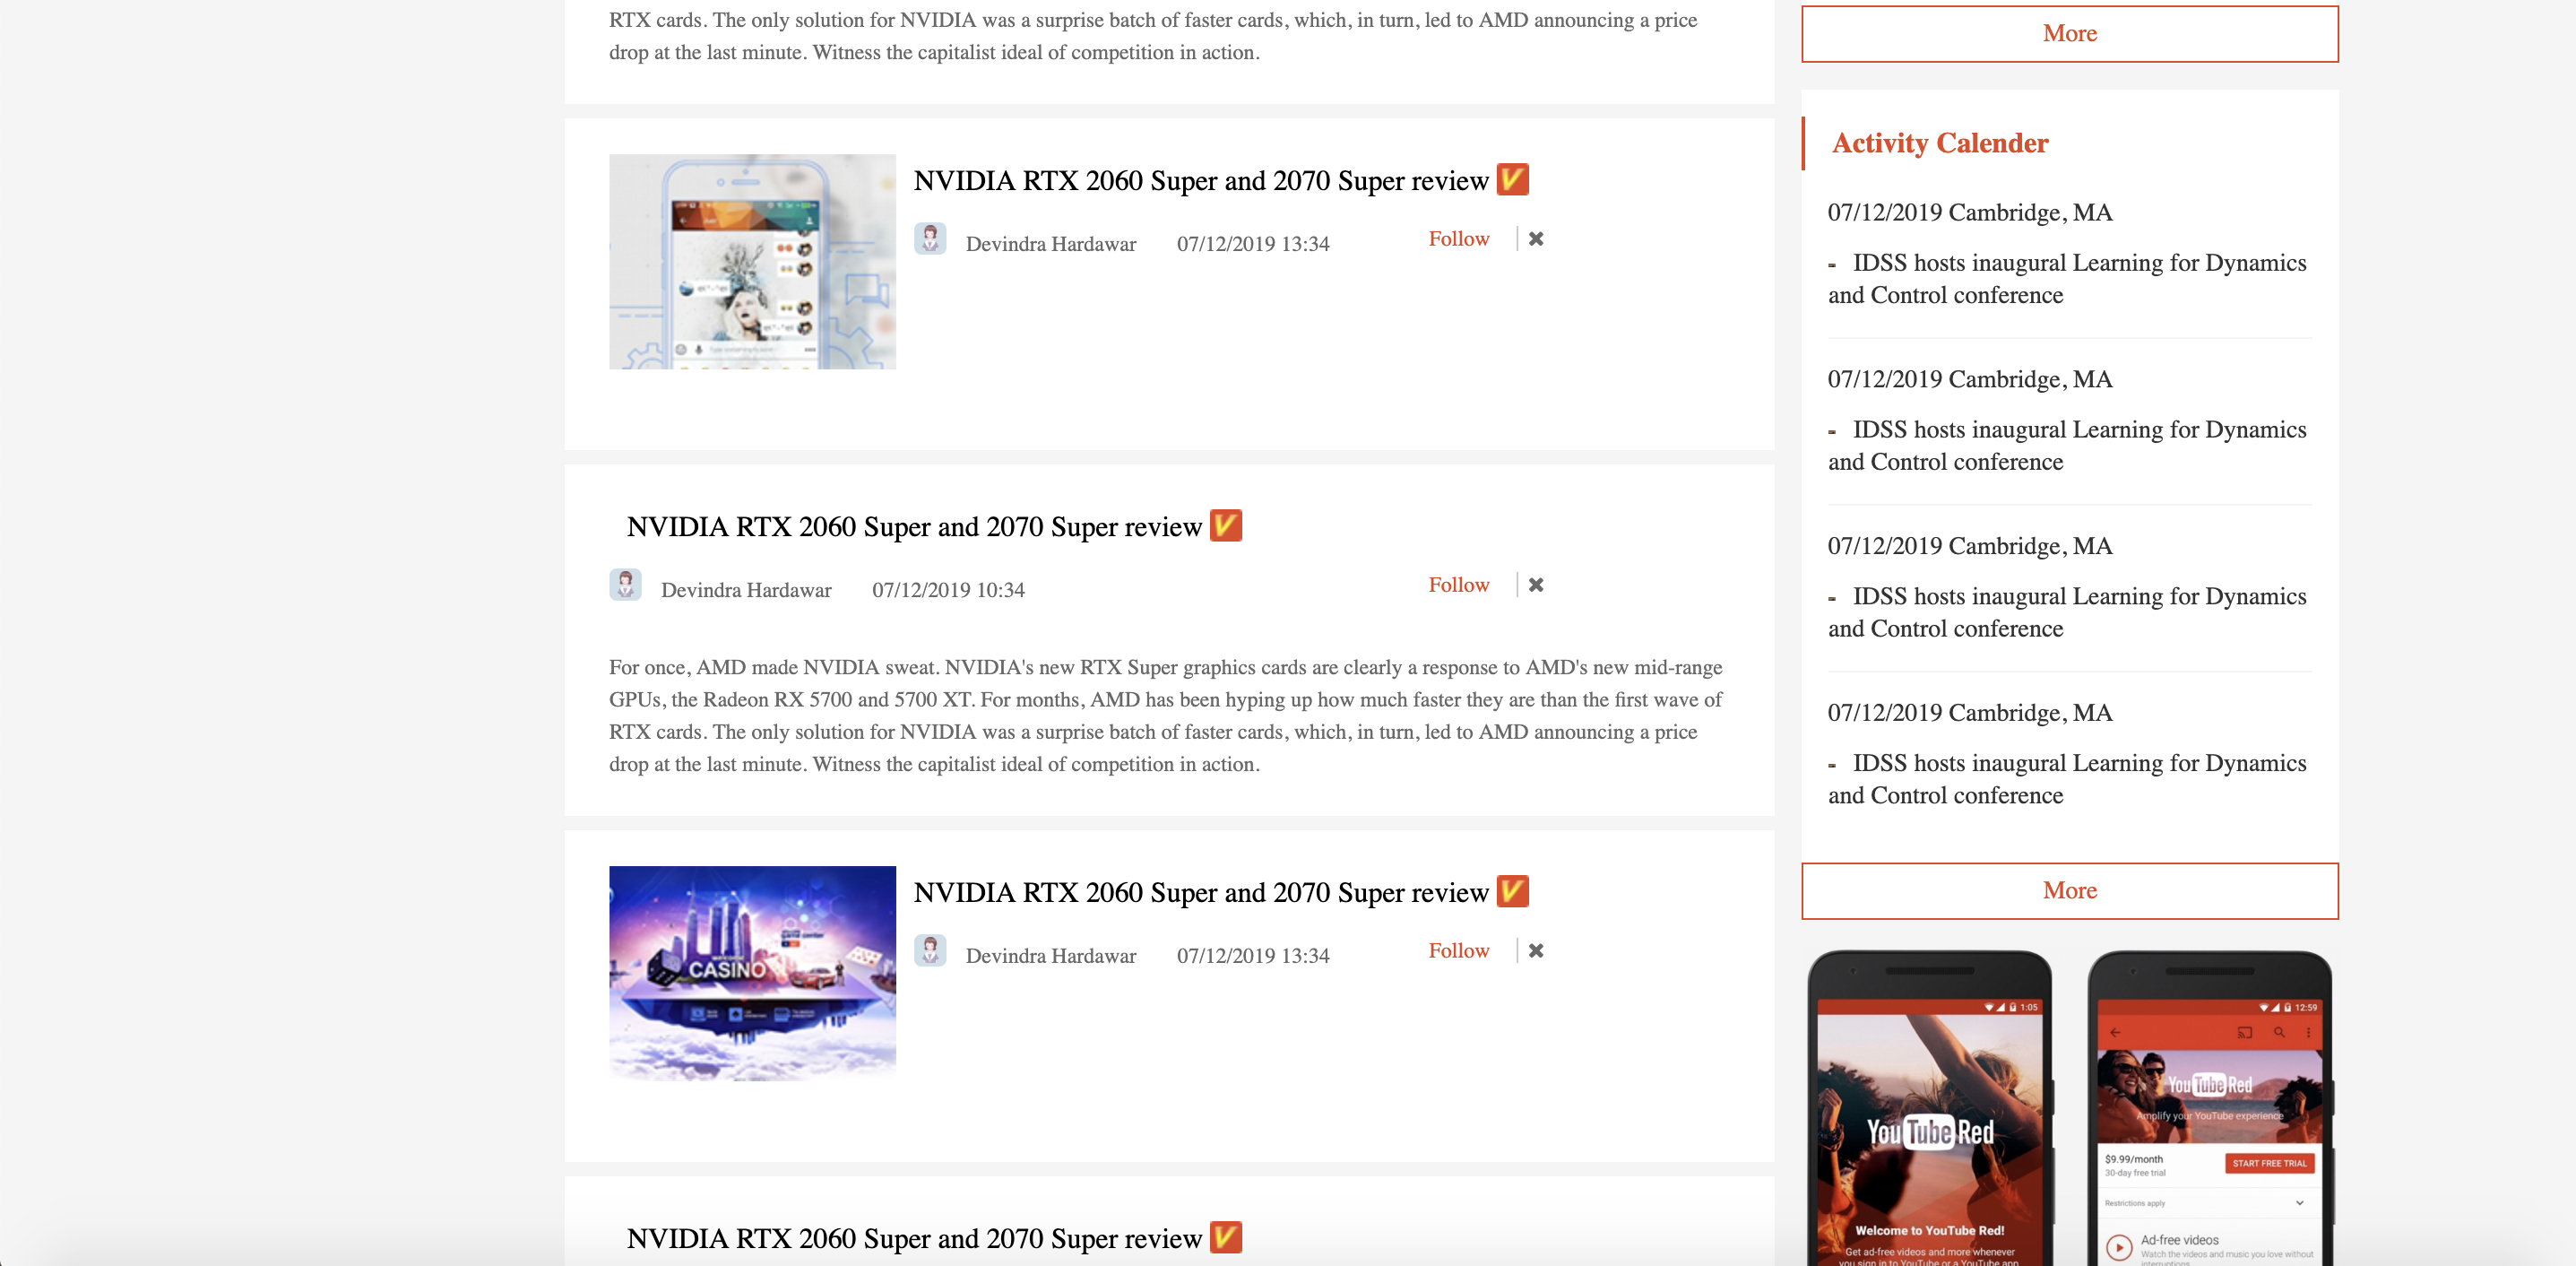 RTX cards. The only solution for NVIDIA was a surprise batch of faster cards, which, in turn, led to AMD announcing a price
drop at the last minute. Witness the capitalist ideal of competition in action.
NVIDIA RTX 2060 Super and 2070 Super review V
Devindra Hardawar 07/12/2019 13:34 Follow
NVIDIA RTX 2060 Super and 2070 Super review V
Devindra Hardawar 07/12/2019 10:34 Follow
For once, AMD made NVIDIA sweat. NVIDIA's new RTX Super graphics cards are clearly a response to AMD's new mid-range
GPUs, the Radeon RX 5700 and 5700 XT. For months, AMD has been hyping up how much faster they are than the first wave of
RTX cards. The only solution for NVIDIA was a surprise batch of faster cards, which, in turn, led to AMD announcing a price
drop at the last minute. Witness the capitalist ideal of competition in action.
CASINO
NVIDIA RTX 2060 Super and 2070 Super review V
Devindra Hardawar 07/12/2019 13:34 Follow
NVIDIA RTX 2060 Super and 2070 Super review V
More
Activity Calender
07/12/2019 Cambridge, MA
- IDSS hosts inaugural Learning for Dynamics
and Control conference
07/12/2019 Cambridge, MA
- IDSS hosts inaugural Learning for Dynamics
and Control conference
07/12/2019 Cambridge, MA
- IDSS hosts inaugural Learning for Dynamics
and Control conference
07/12/2019 Cambridge, MA
- IDSS hosts inaugural Learning for Dynamics
and Control conference
More
1:05
YouTube Red
Welcome to YouTube Red!
Get ad-free videos and more whenever
you sign in to YouTube or a YouTube app
12:59
YouTube Red
Amplify your YouTube experience
$9.99/month
30-day free trial
START FREE TRIAL
Restrictions apply
Ad-free videos
Watch the videos and music you love without
interruptions